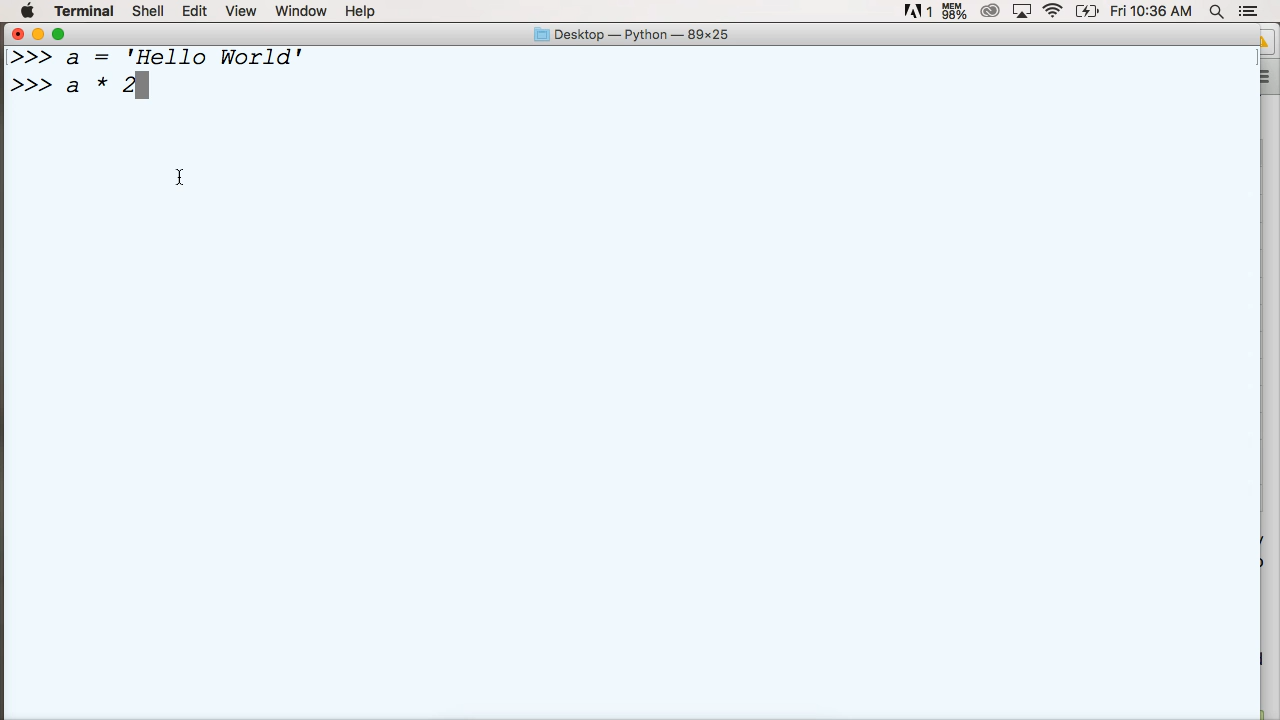 Terminal Shell Edit View Window Help 1 MEM 98% Fri 10:36 AM
Desktop — Python — 89×25
>>> a = 'Hello World'
>>> a * 2